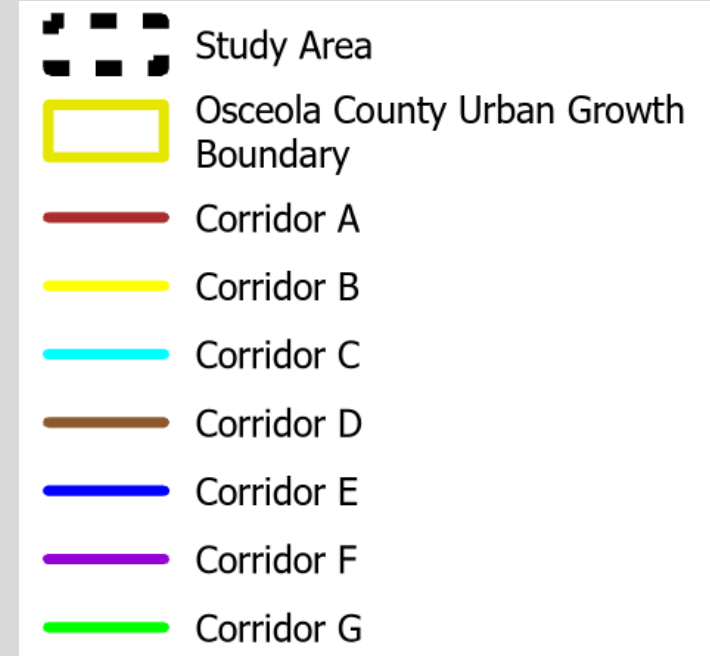 Study Area
Osceola County Urban Growth
Boundary
Corridor A
Corridor B
Corridor C
Corridor D
Corridor E
Corridor F
Corridor G